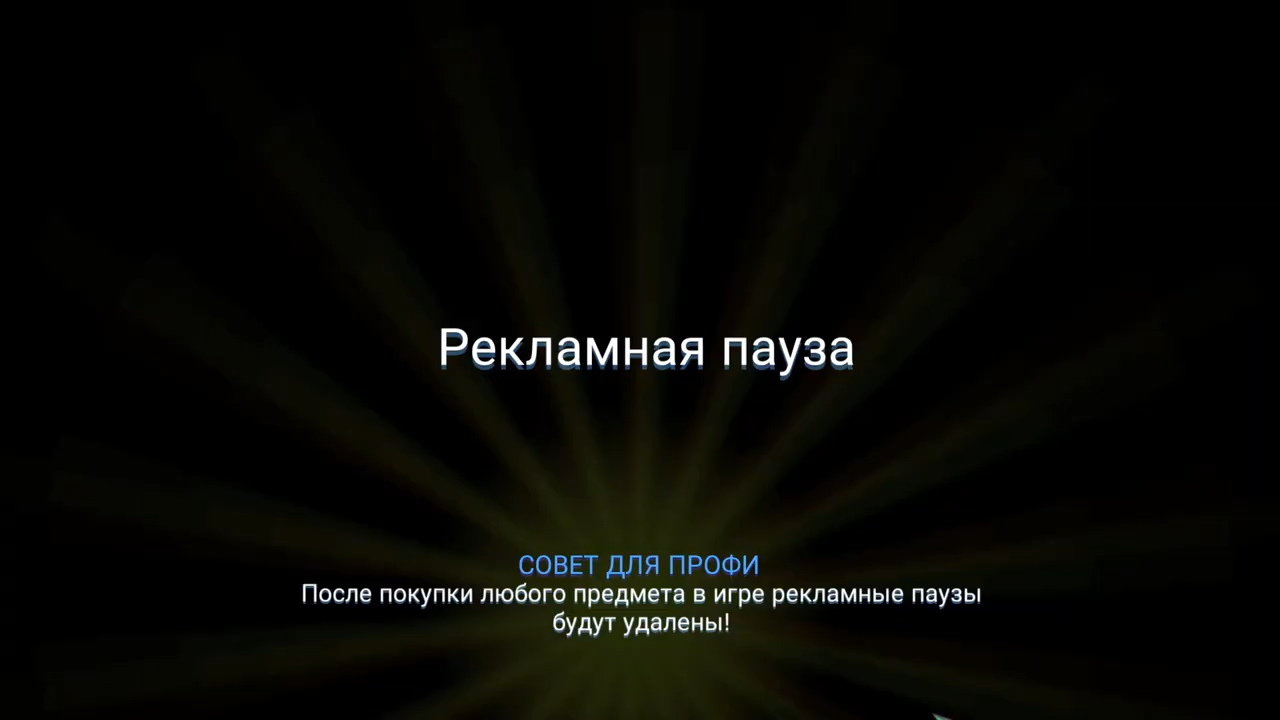 Рекламная пауза
СОВЕТ ДЛЯ ПРОФИ
После покупки любого предмета в игре рекламные паузы
будут удалены!